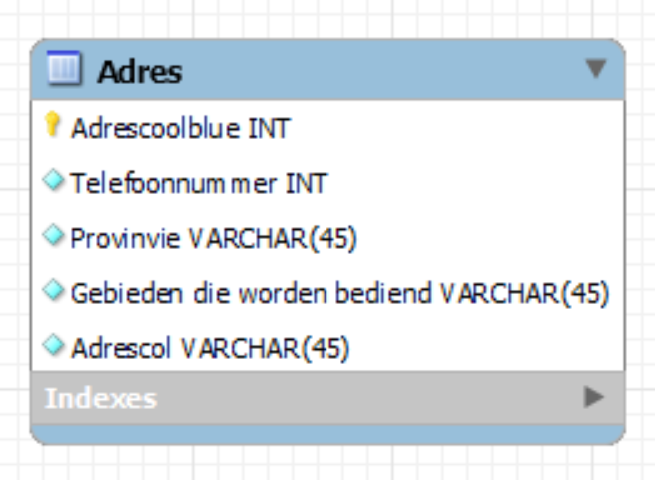 Adres
Adrescoolblue INT
Telefoonnummer INT
Provinvie VARCHAR(45)
Gebieden die worden bediend VARCHAR(45)
Adrescol VARCHAR(45)
Indexes